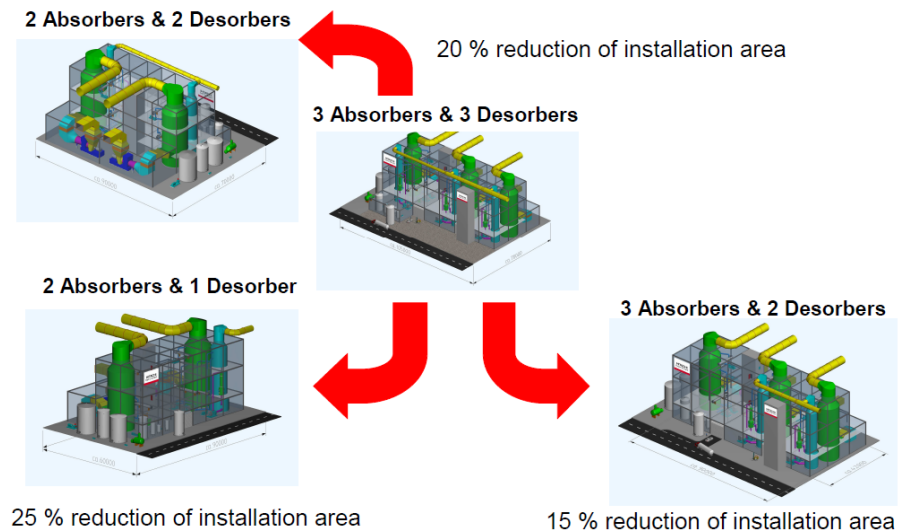 2 Absorbers & 2 Desorbers
20 % reduction of installation area
3 Absorbers & 3 Desorbers
2 Absorbers & 1 Desorber
3 Absorbers & 2 Desorbers
25 % reduction of installation area
15 % reduction of installation area